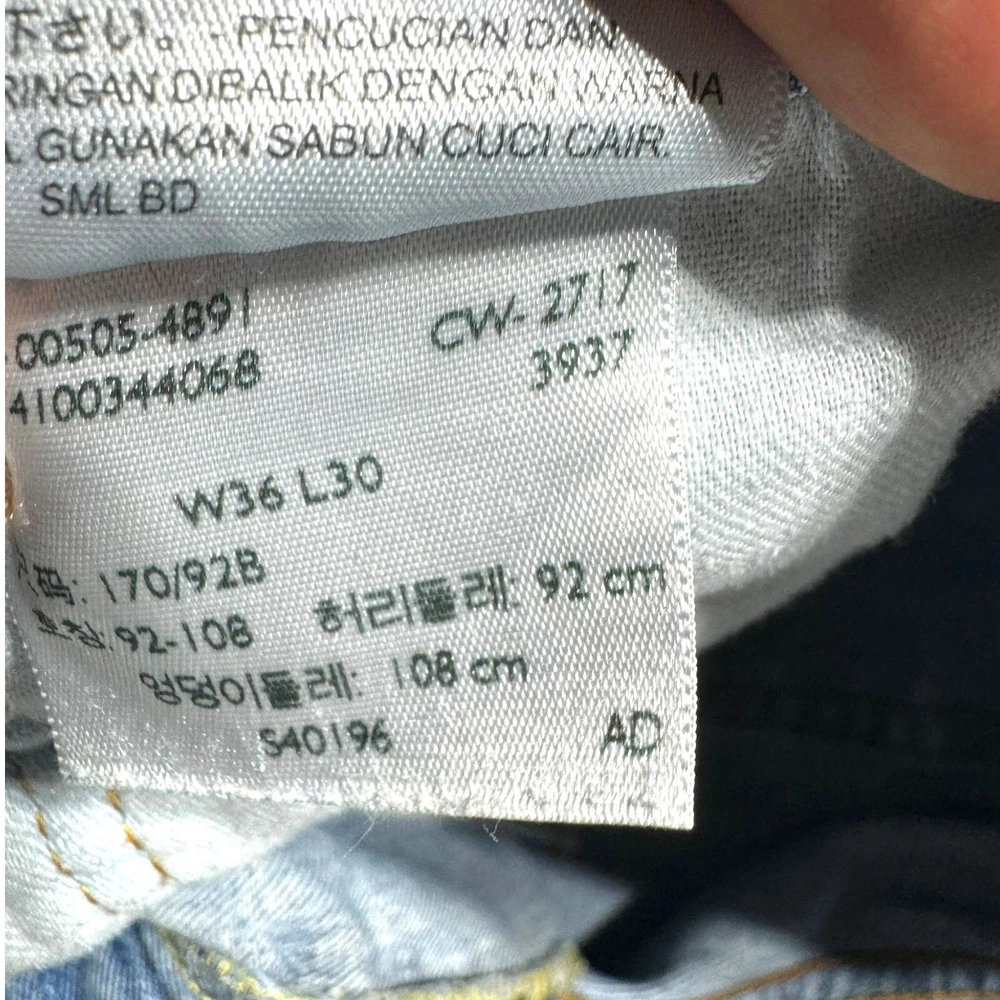 下さい。 - PENCUCIAN DAN
RINGAN DIBALIK DENGAN WARNA
GUNAKAN SABUN CUCI CAIR.
SML BD
00505-4891
CW- 2717
4100344068
3937
W36 L30
170/92B
호칭: 92-108
허리둘레: 92 cm
엉덩이둘레: 108 cm
S40196
AD